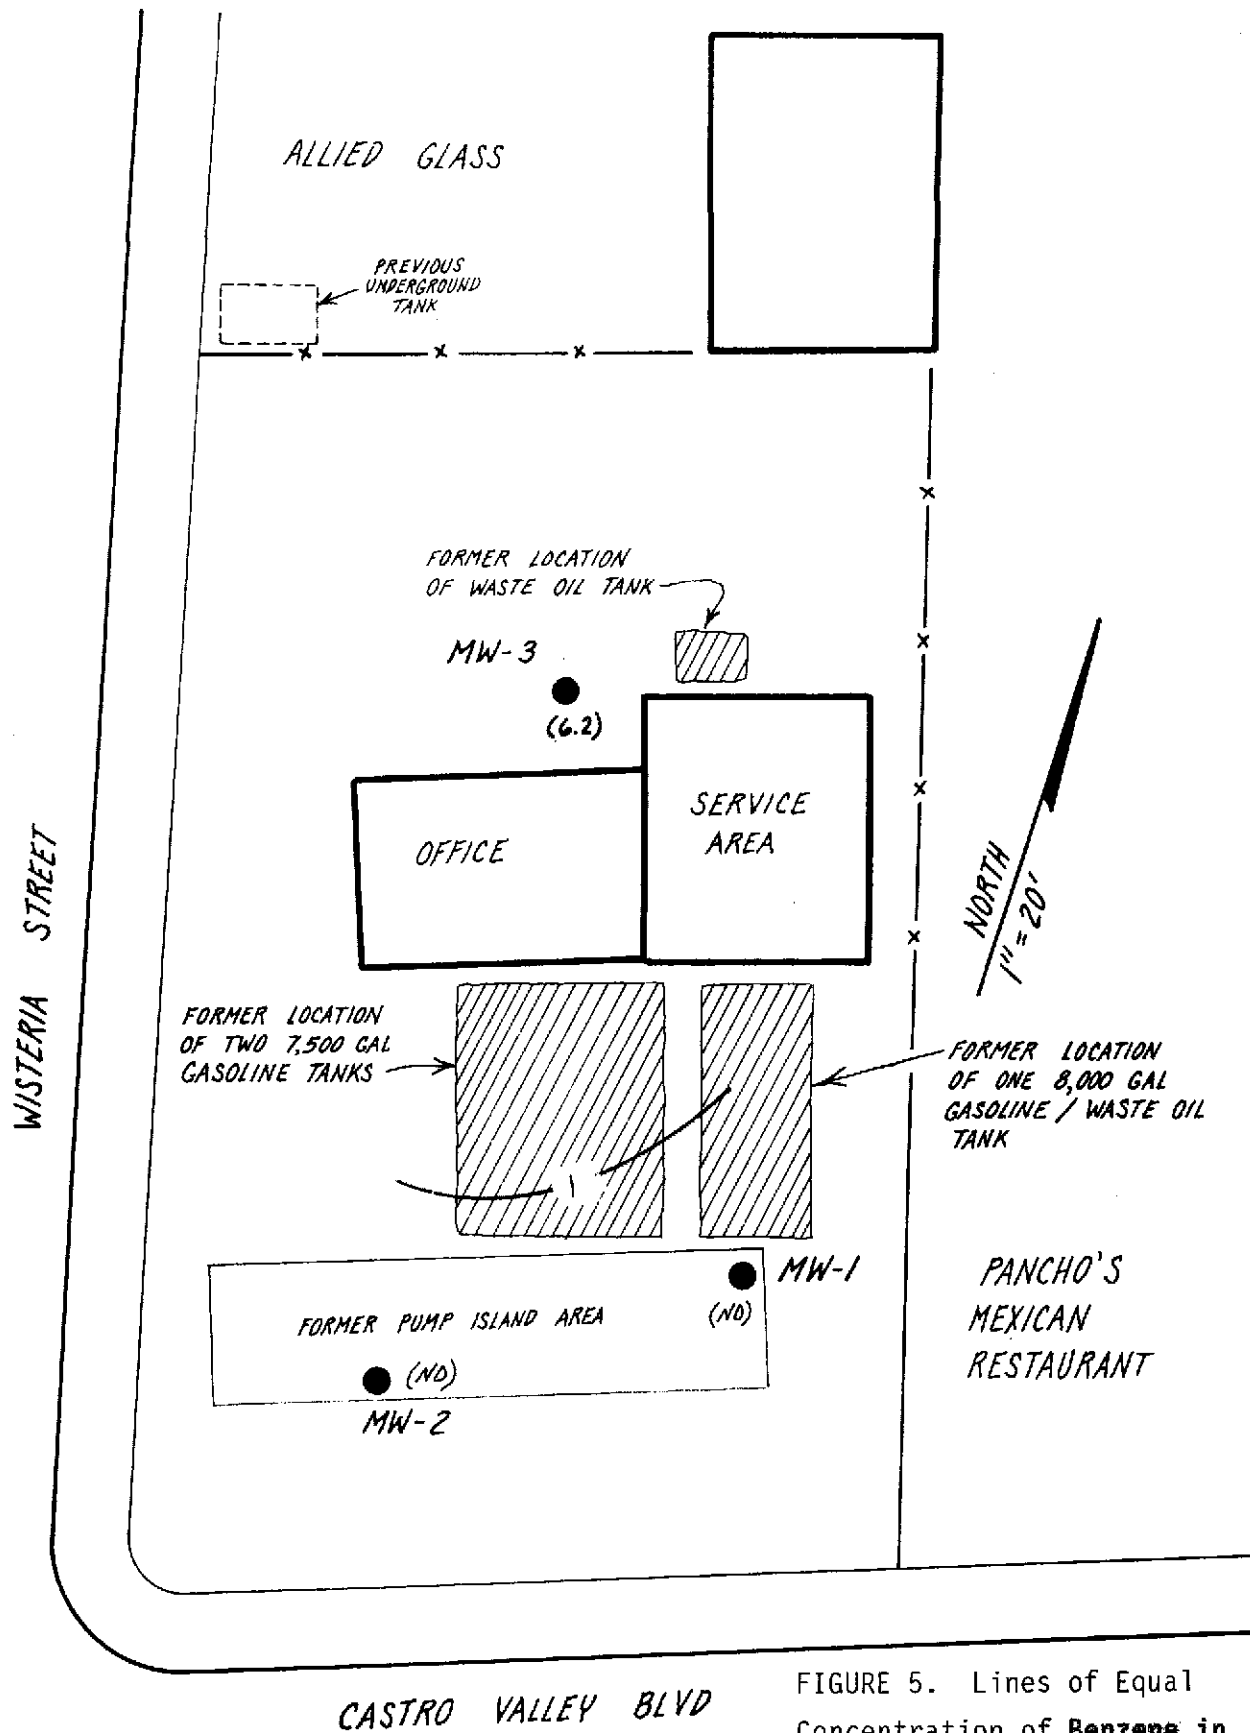 ALLIED GLASS
PREVIOUS
UNDERGROUND
TANK
FORMER LOCATION
OF WASTE OIL TANK
MW-3
(6.2)
SERVICE
AREA
OFFICE
WISTERIA STREET
NORTH
1" = 20'
FORMER LOCATION
OF TWO 7,500 GAL
GASOLINE TANKS
FORMER LOCATION
OF ONE 8,000 GAL
GASOLINE / WASTE OIL
TANK
1
MW-1
(ND)
FORMER PUMP ISLAND AREA
(ND)
MW-2
PANCHO'S
MEXICAN
RESTAURANT
CASTRO VALLEY BLVD
FIGURE 5. Lines of Equal
Concentration of Benzene in